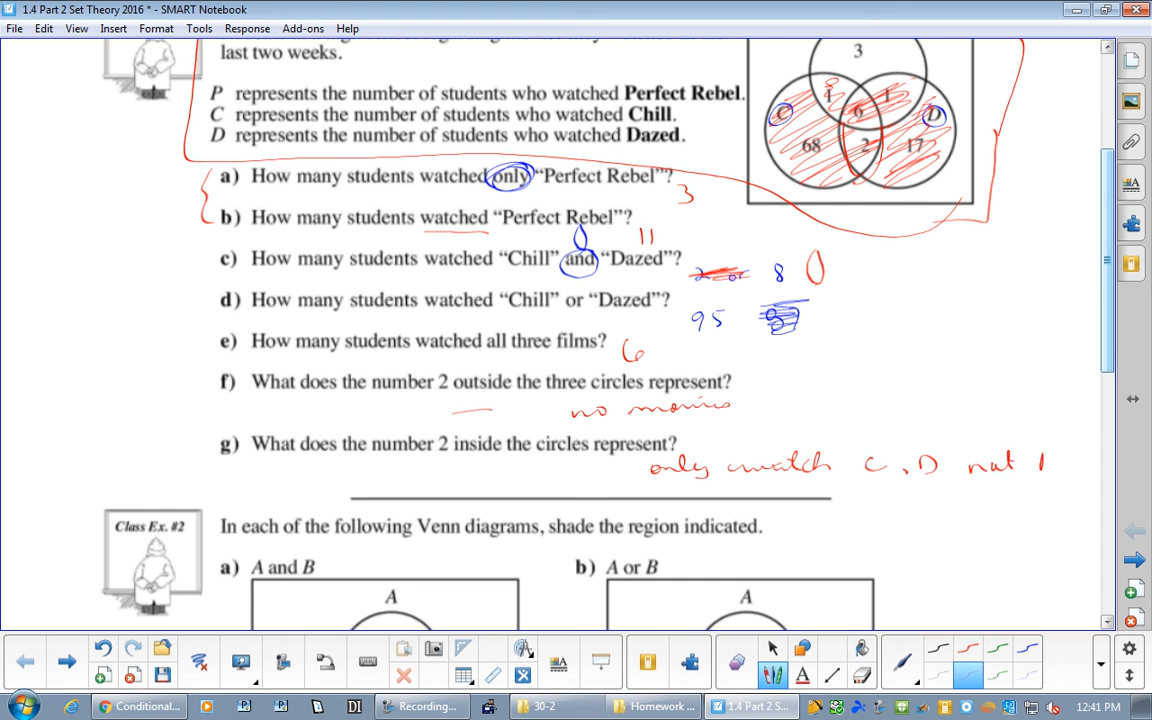 1.4 Part 2 Set Theory 2016 * - SMART Notebook
File Edit View Insert Format Tools Response Add-ons Help
last two weeks.
P represents the number of students who watched Perfect Rebel.
C represents the number of students who watched Chill.
D represents the number of students who watched Dazed.
3
1 1
C 6 D
68 2 17
a) How many students watched only "Perfect Rebel"?
3
b) How many students watched "Perfect Rebel"?
11
c) How many students watched "Chill" and "Dazed"?
8
d) How many students watched "Chill" or "Dazed"?
95
e) How many students watched all three films?
6
f) What does the number 2 outside the three circles represent?
no movies
g) What does the number 2 inside the circles represent?
only watch C, D not
Class Ex. #2
In each of the following Venn diagrams, shade the region indicated.
a) A and B b) A or B
A A
Conditional... Recording... 30-2 Homework ... 1.4 Part 2 S... 12:41 PM